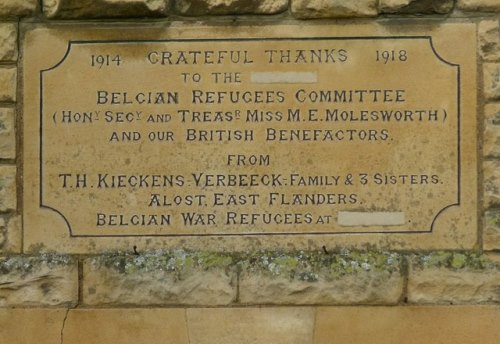 1914 GRATEFUL THANKS 1918
TO THE
BELGIAN REFUGEES COMMITTEE
(HONY SECY AND TREASR MISS M.E. MOLESWORTH)
AND OUR BRITISH BENEFACTORS.
FROM
T.H. KIECKENS-VERBEECK. FAMILY & 3 SISTERS.
ALOST, EAST FLANDERS.
BELGIAN WAR REFUGEES AT